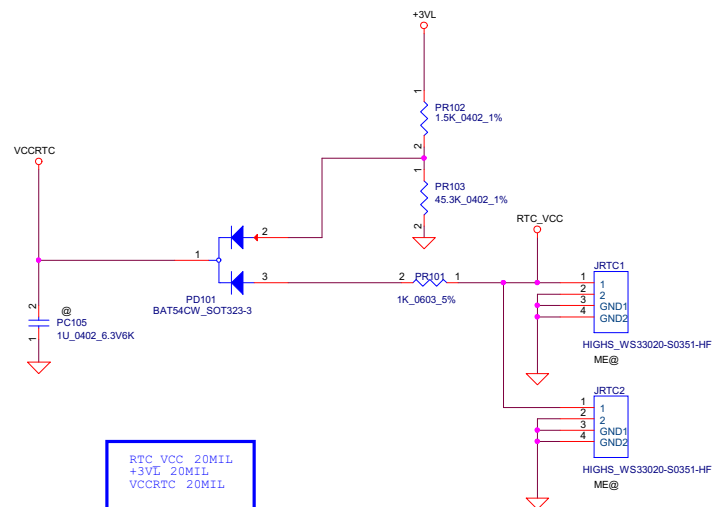 +3VL
1
PR102
1.5K_0402_1%
2
VCCRTC
1
PR103
45.3K_0402_1%
2
RTC_VCC
2
1
3
2 PR101 1
1K_0603_5%
PD101
BAT54CW_SOT323-3
JRTC1
1 1
2 2
3 GND1
4 GND2
HIGHS_WS33020-S0351-HF
ME@
2 @
PC105
1 1U_0402_6.3V6K
JRTC2
1 1
2 2
3 GND1
4 GND2
HIGHS_WS33020-S0351-HF
ME@
RTC_VCC 20MIL
+3VL 20MIL
VCCRTC 20MIL